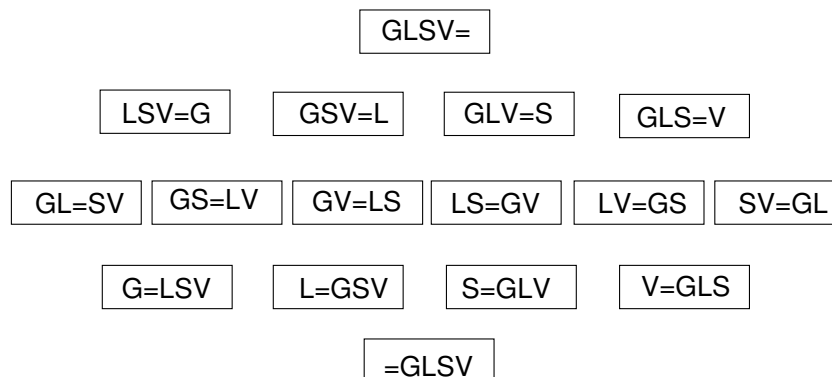 GLSV=
LSV=G GSV=L GLV=S GLS=V
GL=SV GS=LV GV=LS LS=GV LV=GS SV=GL
G=LSV L=GSV S=GLV V=GLS
=GLSV